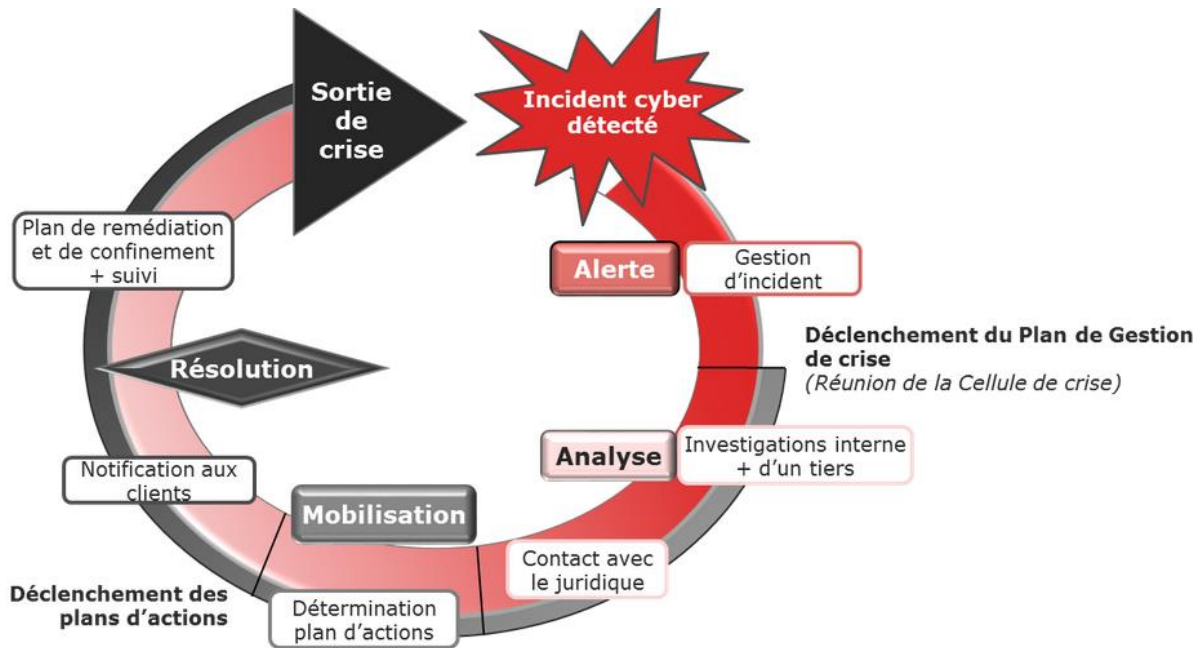 Incident cyber
détecté
Alerte
Gestion
d'incident
Déclenchement du Plan de Gestion
de crise
(Réunion de la Cellule de crise)
Analyse
Investigations interne
+ d'un tiers
Contact avec
le juridique
Mobilisation
Détermination
plan d'actions
Déclenchement des
plans d'actions
Notification aux
clients
Résolution
Plan de remédiation
et de confinement
+ suivi
Sortie
de
crise